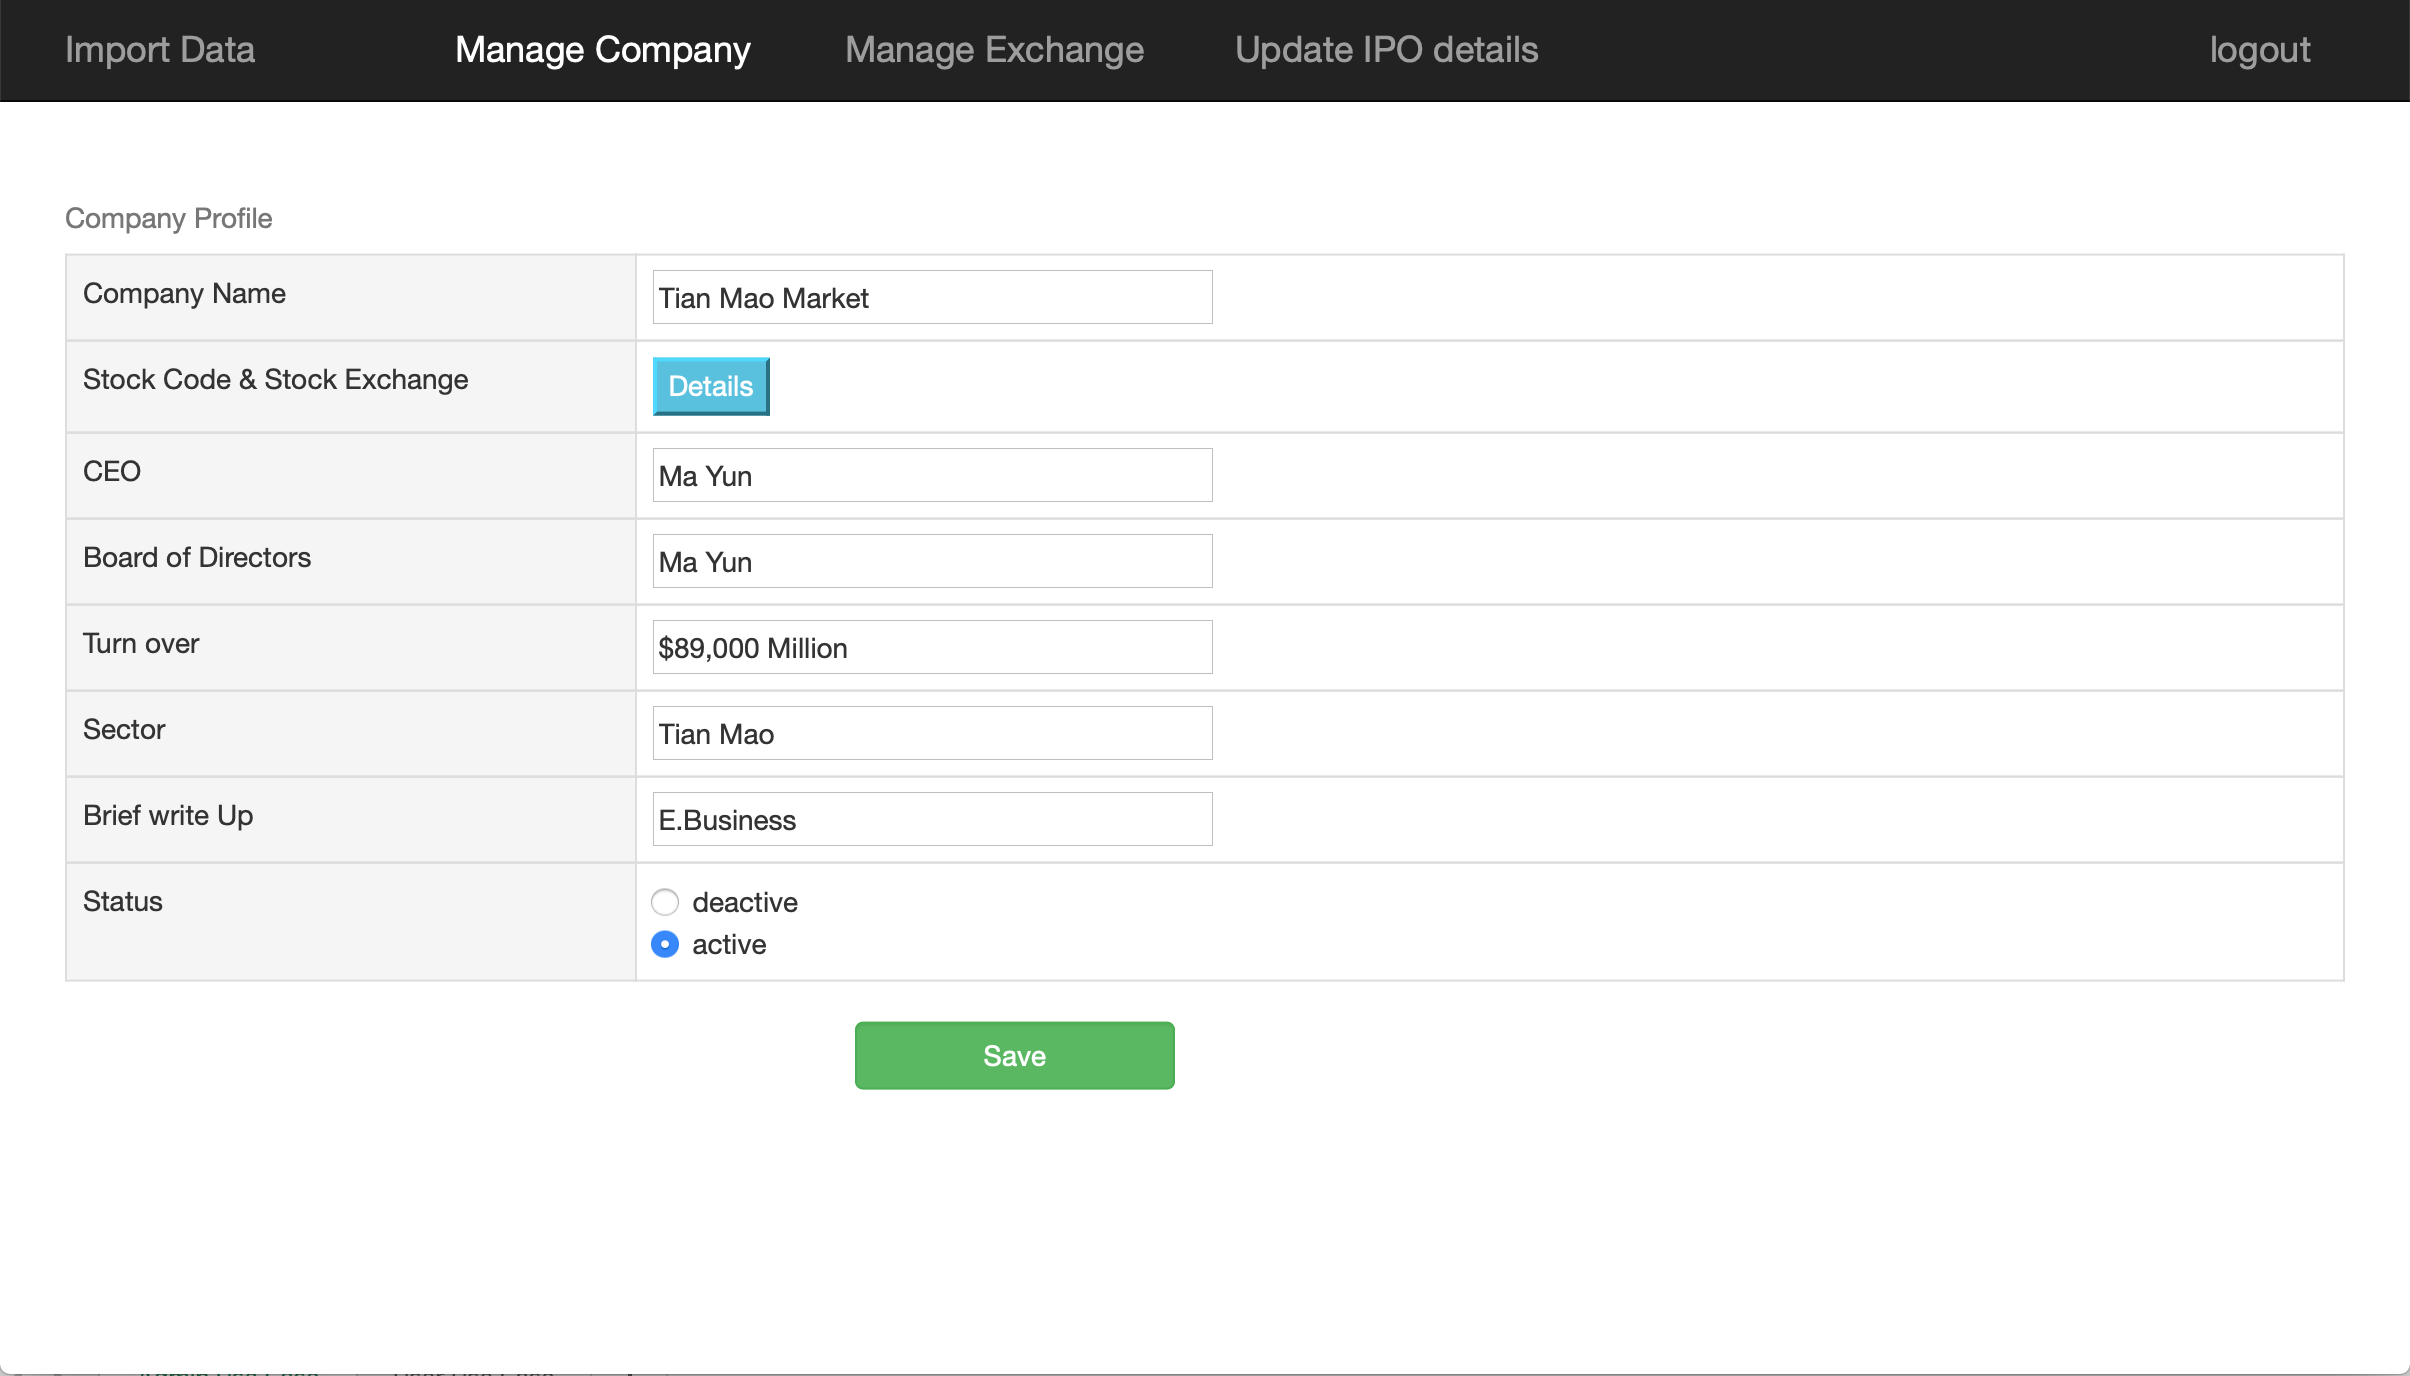 Import Data Manage Company Manage Exchange Update IPO details logout
Company Profile
Company Name Tian Mao Market
Stock Code & Stock Exchange Details
CEO Ma Yun
Board of Directors Ma Yun
Turn over $89,000 Million
Sector Tian Mao
Brief write Up E.Business
Status deactive
active
Save